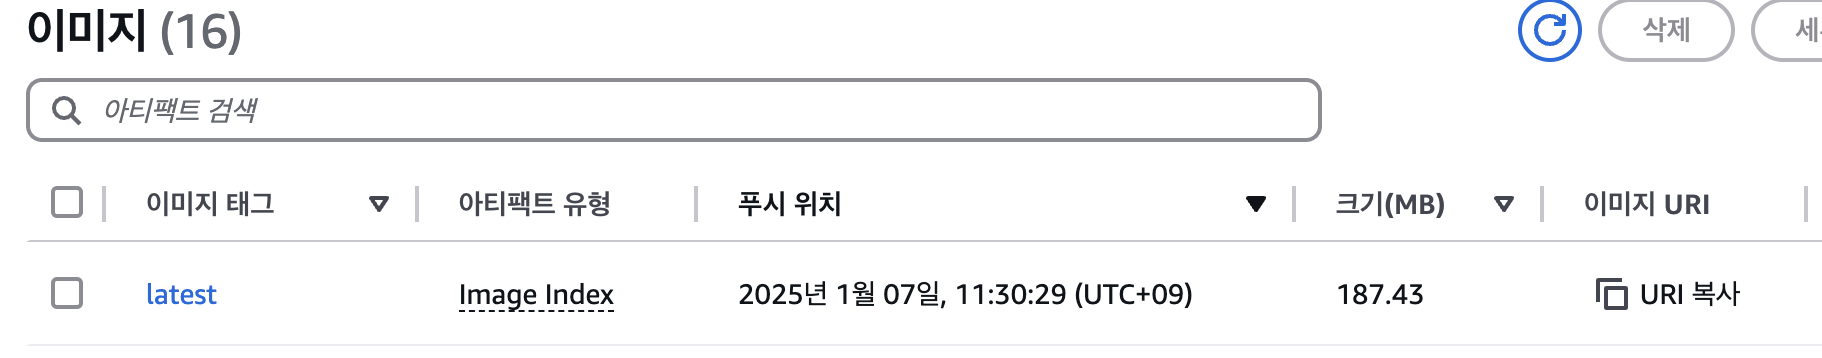 이미지 (16)
삭제
아티팩트 검색
이미지 태그 아티팩트 유형 푸시 위치 크기(MB) 이미지 URI
latest Image Index 2025년 1월 07일, 11:30:29 (UTC+09) 187.43 URI 복사